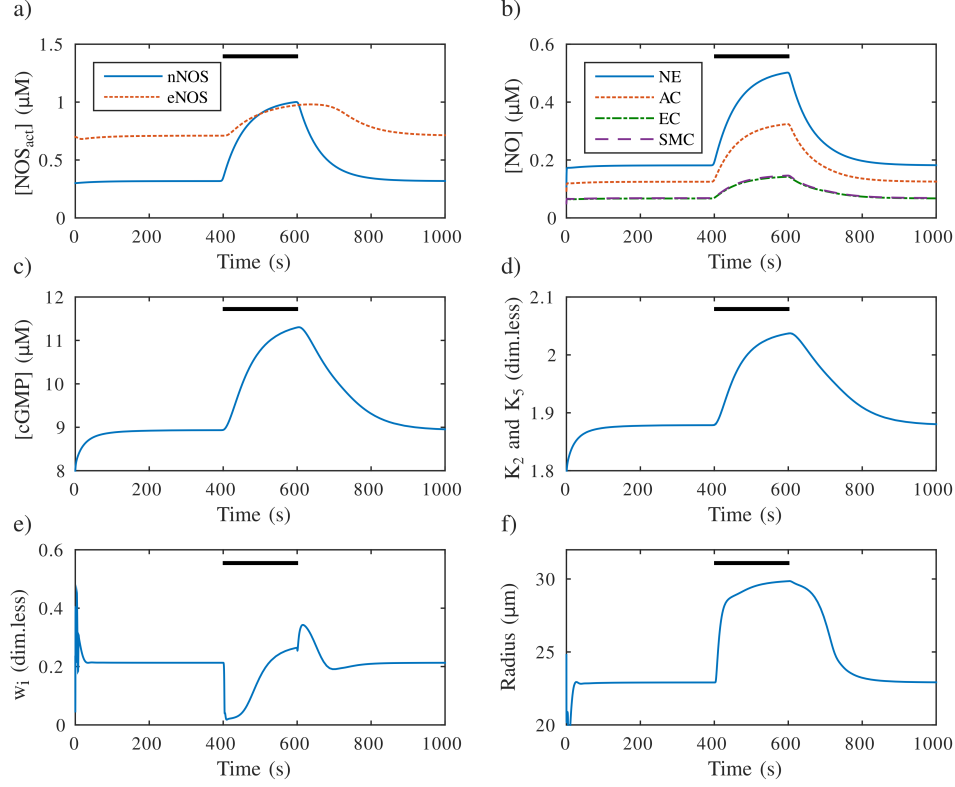 a)
[NOSact] (μM)
1.5
1
0.5
0
nNOS
eNOS
0 200 400 600 800 1000
Time (s)
b)
[NO] (μM)
0.6
0.4
0.2
0
NE
AC
EC
SMC
0 200 400 600 800 1000
Time (s)
c)
[cGMP] (μM)
12
11
10
9
8
0 200 400 600 800 1000
Time (s)
d)
K2 and K5 (dim.less)
2.1
2
1.9
1.8
0 200 400 600 800 1000
Time (s)
e)
wi (dim.less)
0.6
0.4
0.2
0
0 200 400 600 800 1000
Time (s)
f)
Radius (μm)
30
25
20
0 200 400 600 800 1000
Time (s)